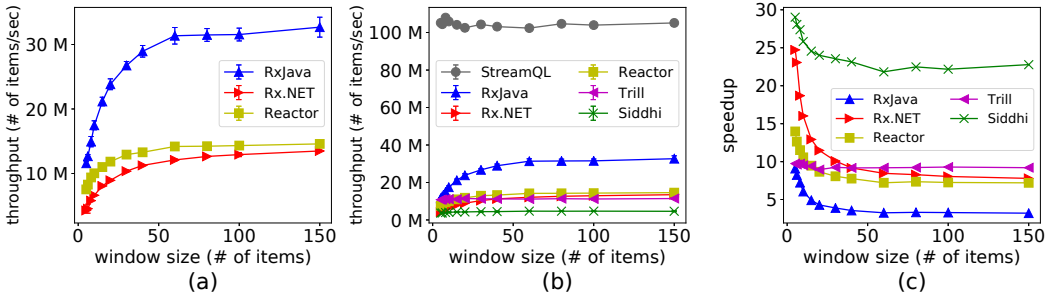 throughput (# of items/sec)
30 M
20 M
10 M
RxJava
Rx.NET
Reactor
0
50
100
150
window size (# of items)
(a)
throughput (# of items/sec)
100 M
80 M
60 M
40 M
20 M
0 M
StreamQL
RxJava
Rx.NET
Reactor
Trill
Siddhi
0
50
100
150
window size (# of items)
(b)
speedup
30
25
20
15
10
5
RxJava
Rx.NET
Reactor
Trill
Siddhi
0
50
100
150
window size (# of items)
(c)